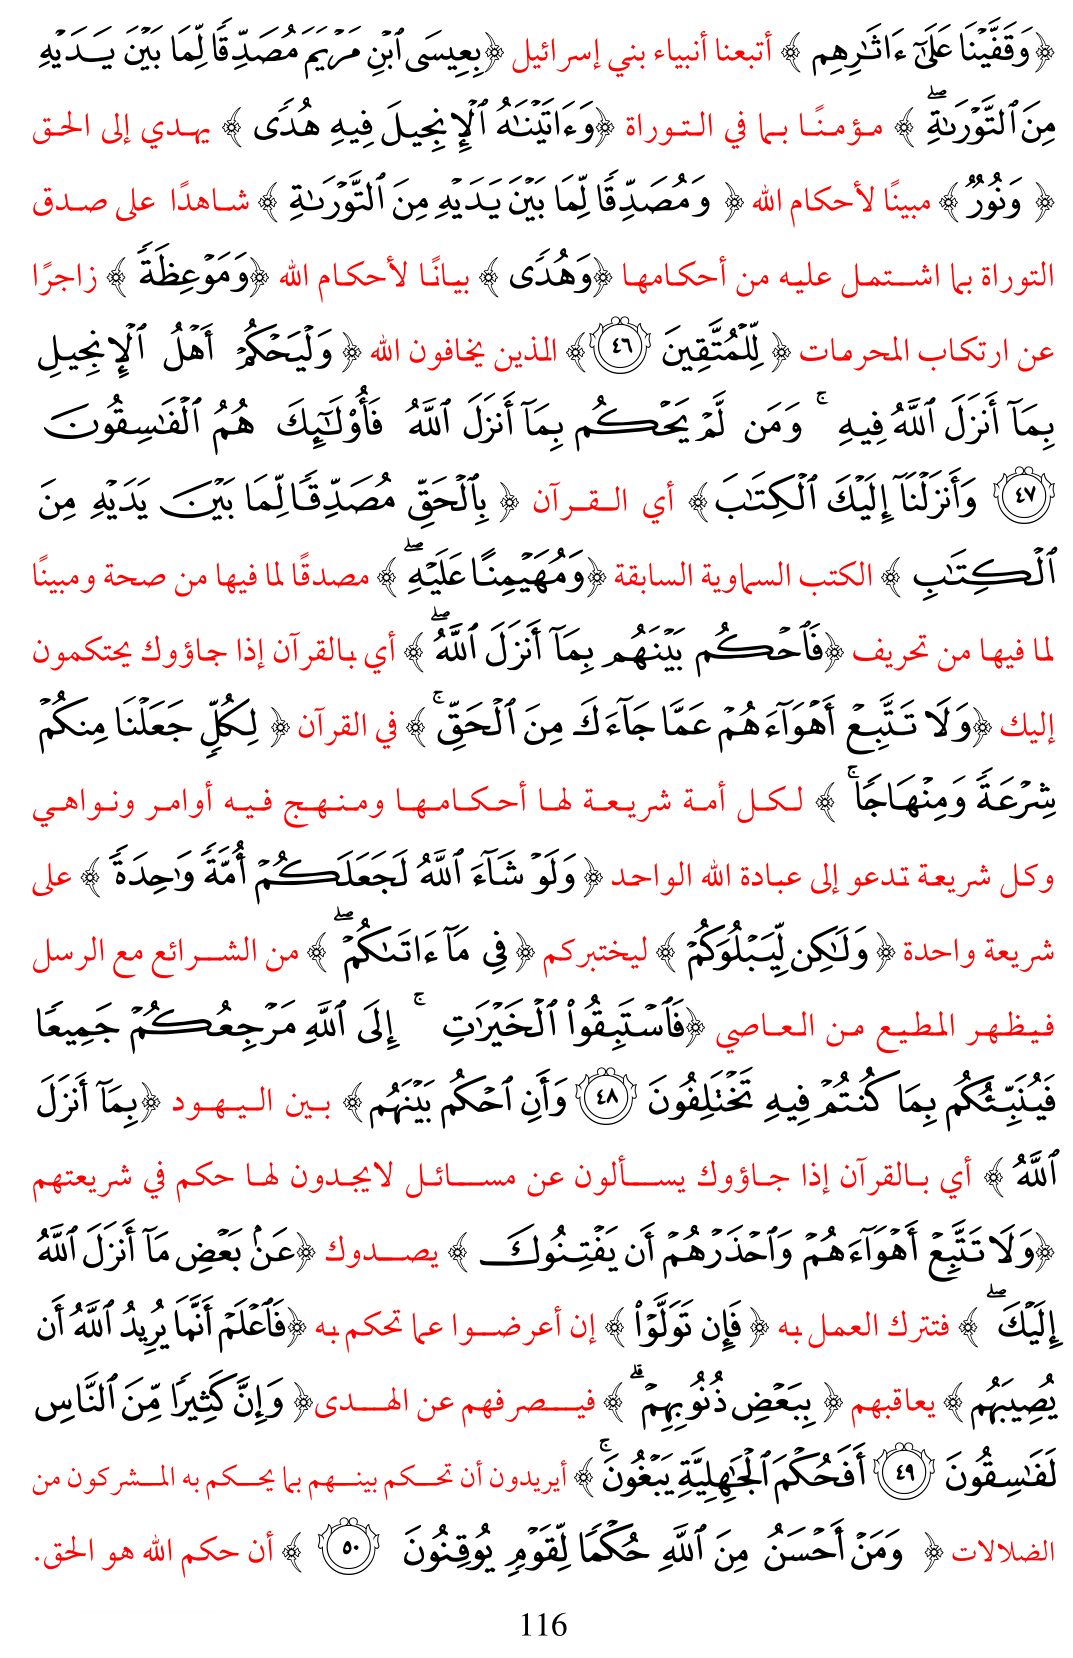 ﴿وَقَفَّيْنَا عَلَىٰٓ ءَاثَٰرِهِم ﴾ أتبعنا أنبياء بني إسرائيل ﴿بِعِيسَى ٱبْنِ مَرْيَمَ مُصَدِّقًا لِّمَا بَيْنَ يَدَيْهِ
مِنَ ٱلتَّوْرَىٰةِۖ ﴾ مؤمنًا بما في التوراة ﴿وَءَاتَيْنَٰهُ ٱلْإِنجِيلَ فِيهِ هُدًى ﴾ يهدي إلى الحق
﴿ وَنُورٌ﴾ مبينًا لأحكام الله ﴿ وَمُصَدِّقًا لِّمَا بَيْنَ يَدَيْهِ مِنَ ٱلتَّوْرَىٰةِ ﴾ شاهدًا على صدق
التوراة بما اشتمل عليه من أحكامها ﴿وَهُدًى ﴾ بيانًا لأحكام الله ﴿وَمَوْعِظَةً ﴾ زاجرًا
عن ارتكاب المحرمات ﴿ لِّلْمُتَّقِينَ ٤٦﴾ الذين يخافون الله ﴿ وَلْيَحْكُمْ أَهْلُ ٱلْإِنجِيلِ
بِمَآ أَنزَلَ ٱللَّهُ فِيهِ ۚ وَمَن لَّمْ يَحْكُم بِمَآ أَنزَلَ ٱللَّهُ فَأُو۟لَٰٓئِكَ هُمُ ٱلْفَٰسِقُونَ
٤٧ وَأَنزَلْنَآ إِلَيْكَ ٱلْكِتَٰبَ﴾ أي القرآن ﴿ بِٱلْحَقِّ مُصَدِّقًا لِّمَا بَيْنَ يَدَيْهِ مِنَ
ٱلْكِتَٰبِ ﴾ الكتب السماوية السابقة ﴿وَمُهَيْمِنًا عَلَيْهِۖ ﴾ مصدقًا لما فيها من صحة ومبينًا
لما فيها من تحريف ﴿فَٱحْكُم بَيْنَهُم بِمَآ أَنزَلَ ٱللَّهُۖ ﴾ أي بالقرآن إذا جاؤوك يحتكمون
إليك ﴿وَلَا تَتَّبِعْ أَهْوَآءَهُمْ عَمَّا جَآءَكَ مِنَ ٱلْحَقِّۚ ﴾ في القرآن ﴿ لِكُلٍّ جَعَلْنَا مِنكُمْ
شِرْعَةً وَمِنْهَاجًاۚ ﴾ لكل أمة شريعة لها أحكامها ومنهج فيه أوامر ونواهي
وكل شريعة تدعو إلى عبادة الله الواحد ﴿ وَلَوْ شَآءَ ٱللَّهُ لَجَعَلَكُمْ أُمَّةً وَٰحِدَةً ﴾ على
شريعة واحدة ﴿ وَلَٰكِن لِّيَبْلُوَكُمْ ﴾ ليختبركم ﴿ فِى مَآ ءَاتَىٰكُمْۖ ﴾ من الشرائع مع الرسل
فيظهر المطيع من العاصي ﴿فَٱسْتَبِقُوا۟ ٱلْخَيْرَٰتِ ۚ إِلَى ٱللَّهِ مَرْجِعُكُمْ جَمِيعًا
فَيُنَبِّئُكُم بِمَا كُنتُمْ فِيهِ تَخْتَلِفُونَ ٤٨ وَأَنِ ٱحْكُم بَيْنَهُم﴾ بين اليهود ﴿بِمَآ أَنزَلَ
ٱللَّهُ ﴾ أي بالقرآن إذا جاؤوك يسألون عن مسائل لايجدون لها حكم في شريعتهم
﴿وَلَا تَتَّبِعْ أَهْوَآءَهُمْ وَٱحْذَرْهُمْ أَن يَفْتِنُوكَ ﴾ يصدوك ﴿عَنۢ بَعْضِ مَآ أَنزَلَ ٱللَّهُ
إِلَيْكَۖ ﴾ فتترك العمل به ﴿ فَإِن تَوَلَّوْا۟ ﴾ إن أعرضوا عما تحكم به ﴿فَٱعْلَمْ أَنَّمَا يُرِيدُ ٱللَّهُ أَن
يُصِيبَهُم ﴾ يعاقبهم ﴿ بِبَعْضِ ذُنُوبِهِمْۗ ﴾ فيصرفهم عن الهدى﴿ وَإِنَّ كَثِيرًا مِّنَ ٱلنَّاسِ
لَفَٰسِقُونَ ٤٩ أَفَحُكْمَ ٱلْجَٰهِلِيَّةِ يَبْغُونَۚ ﴾ أيريدون أن تحكم بينهم بما يحكم به المشركون من
الضلالات ﴿ وَمَنْ أَحْسَنُ مِنَ ٱللَّهِ حُكْمًا لِّقَوْمٍ يُوقِنُونَ ٥٠ ﴾ أن حكم الله هو الحق.
116